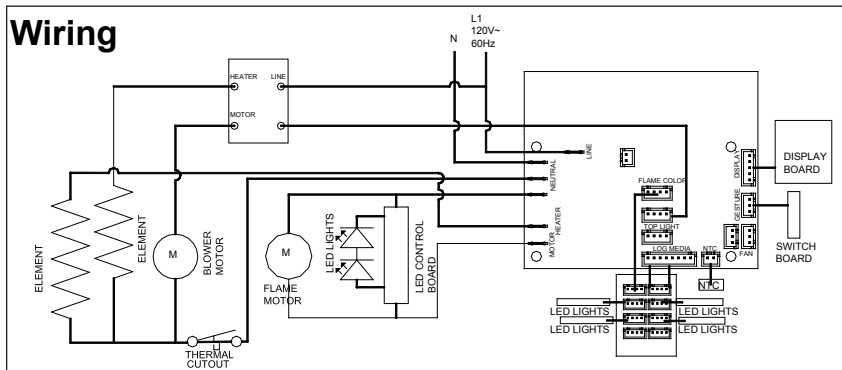 Wiring
L1
120V~
60Hz
N
HEATER
LINE
MOTOR
LINE
NEUTRAL
HEATER
MOTOR
FLAME COLOR
TOP LIGHT
LOG MEDIA
NTC
DISPLAY
GESTURE
FAN
DISPLAY
BOARD
SWITCH
BOARD
NTC
ELEMENT
ELEMENT
M
BLOWER
MOTOR
M
FLAME
MOTOR
LED LIGHTS
LED CONTROL
BOARD
THERMAL
CUTOUT
LED LIGHTS
LED LIGHTS
LED LIGHTS
LED LIGHTS